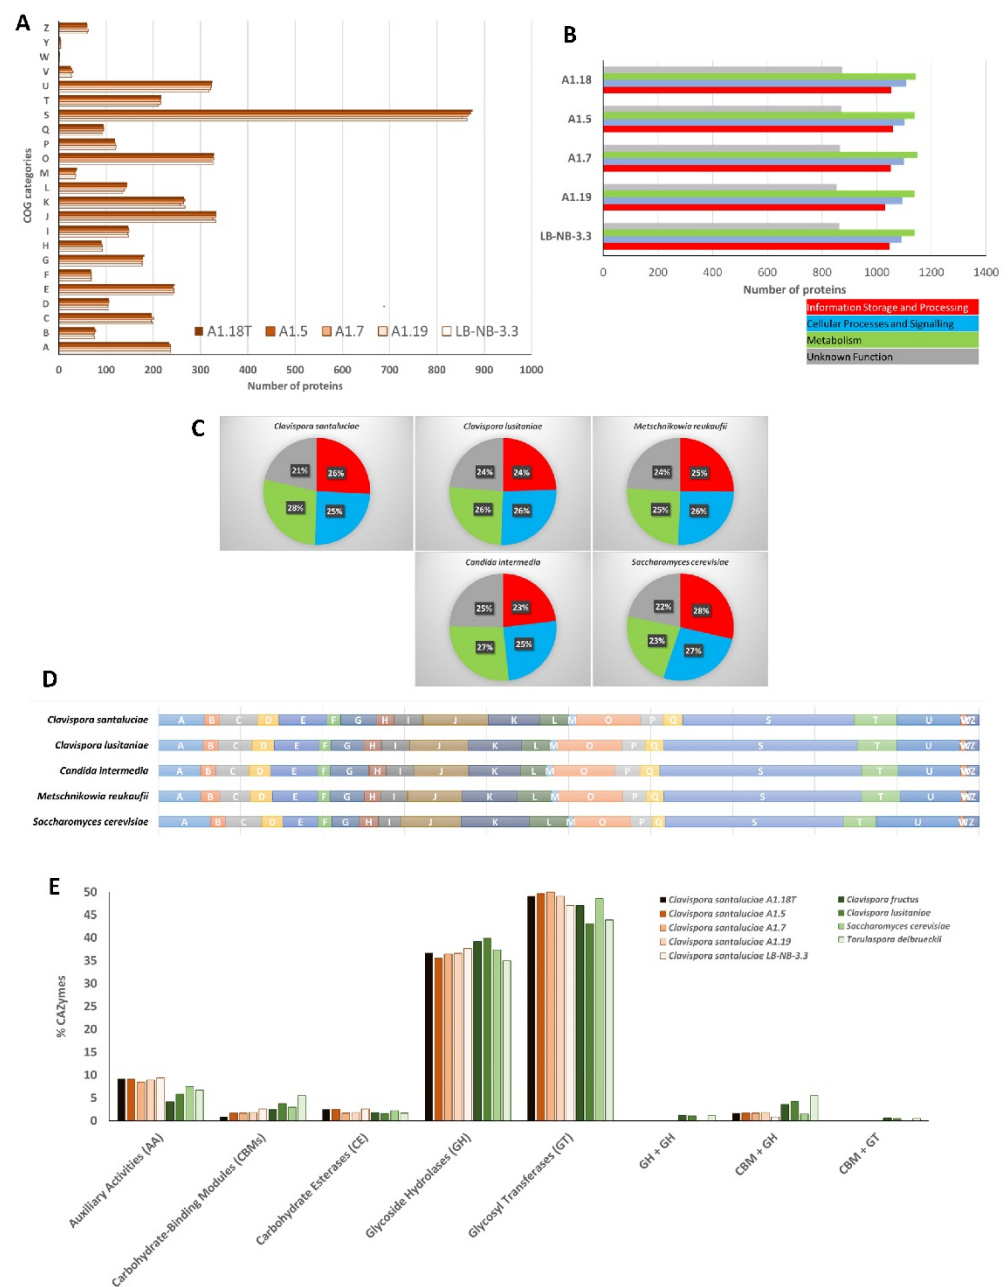 A
Z
Y
W
V
U
T
S
Q
P
O
M
L
K
J
I
H
G
F
E
D
C
B
A
COG categories
A1.18T A1.5 A1.7 A1.19 LB-NB-3.3
0 100 200 300 400 500 600 700 800 900 1000
Number of proteins
B
A1.18
A1.5
A1.7
A1.19
LB-NB-3.3
0 200 400 600 800 1000 1200 1400
Number of proteins
Information Storage and Processing
Cellular Processes and Signalling
Metabolism
Unknown Function
C
Clavispora santaluciae
21% 26%
28% 25%
Clavispora lusitaniae
24% 24%
26% 26%
Metschnikowia reukaufii
24% 25%
25% 26%
Candida intermedia
25% 23%
27% 25%
Saccharomyces cerevisiae
22% 28%
23% 27%
D
Clavispora santaluciae A B C D E F G H I J K L M O P Q S T U WZ
Clavispora lusitaniae A B C D E F G H I J K L M O P Q S T U WZ
Candida intermedia A B C D E F G H I J K L M O P Q S T U WZ
Metschnikowia reukaufii A B C D E F G H I J K L M O P Q S T U WZ
Saccharomyces cerevisiae A B C D E F G H I J K L M O P Q S T U WZ
E
50
45
40
35
30
25
20
15
10
5
0
% CAZymes
Clavispora santaluciae A1.18T
Clavispora santaluciae A1.5
Clavispora santaluciae A1.7
Clavispora santaluciae A1.19
Clavispora santaluciae LB-NB-3.3
Clavispora fructus
Clavispora lusitaniae
Saccharomyces cerevisiae
Torulaspara delbrueckii
Auxiliary Activities (AA)
Carbohydrate-Binding Modules (CBMs)
Carbohydrate Esterases (CE)
Glycoside Hydrolases (GH)
Glycosyl Transferases (GT)
GH + GH
CBM + GH
CBM + GT